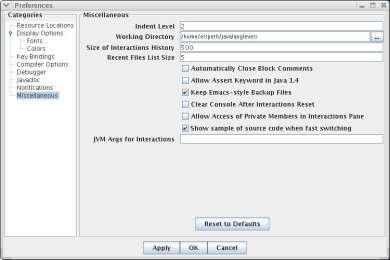 Preferences
Categories
Resource Locations
Display Options
Fonts
Colors
Key Bindings
Compiler Options
Debugger
Javadoc
Notifications
Miscellaneous
Miscellaneous
Indent Level 2
Working Directory /home/elspeth/javalanglevels ...
Size of Interactions History 500
Recent Files List Size 5
Automatically Close Block Comments
Allow Assert Keyword in Java 1.4
Keep Emacs-style Backup Files
Clear Console After Interactions Reset
Allow Access of Private Members in Interactions Pane
Show sample of source code when fast switching
JVM Args for Interactions
Reset to Defaults
Apply OK Cancel